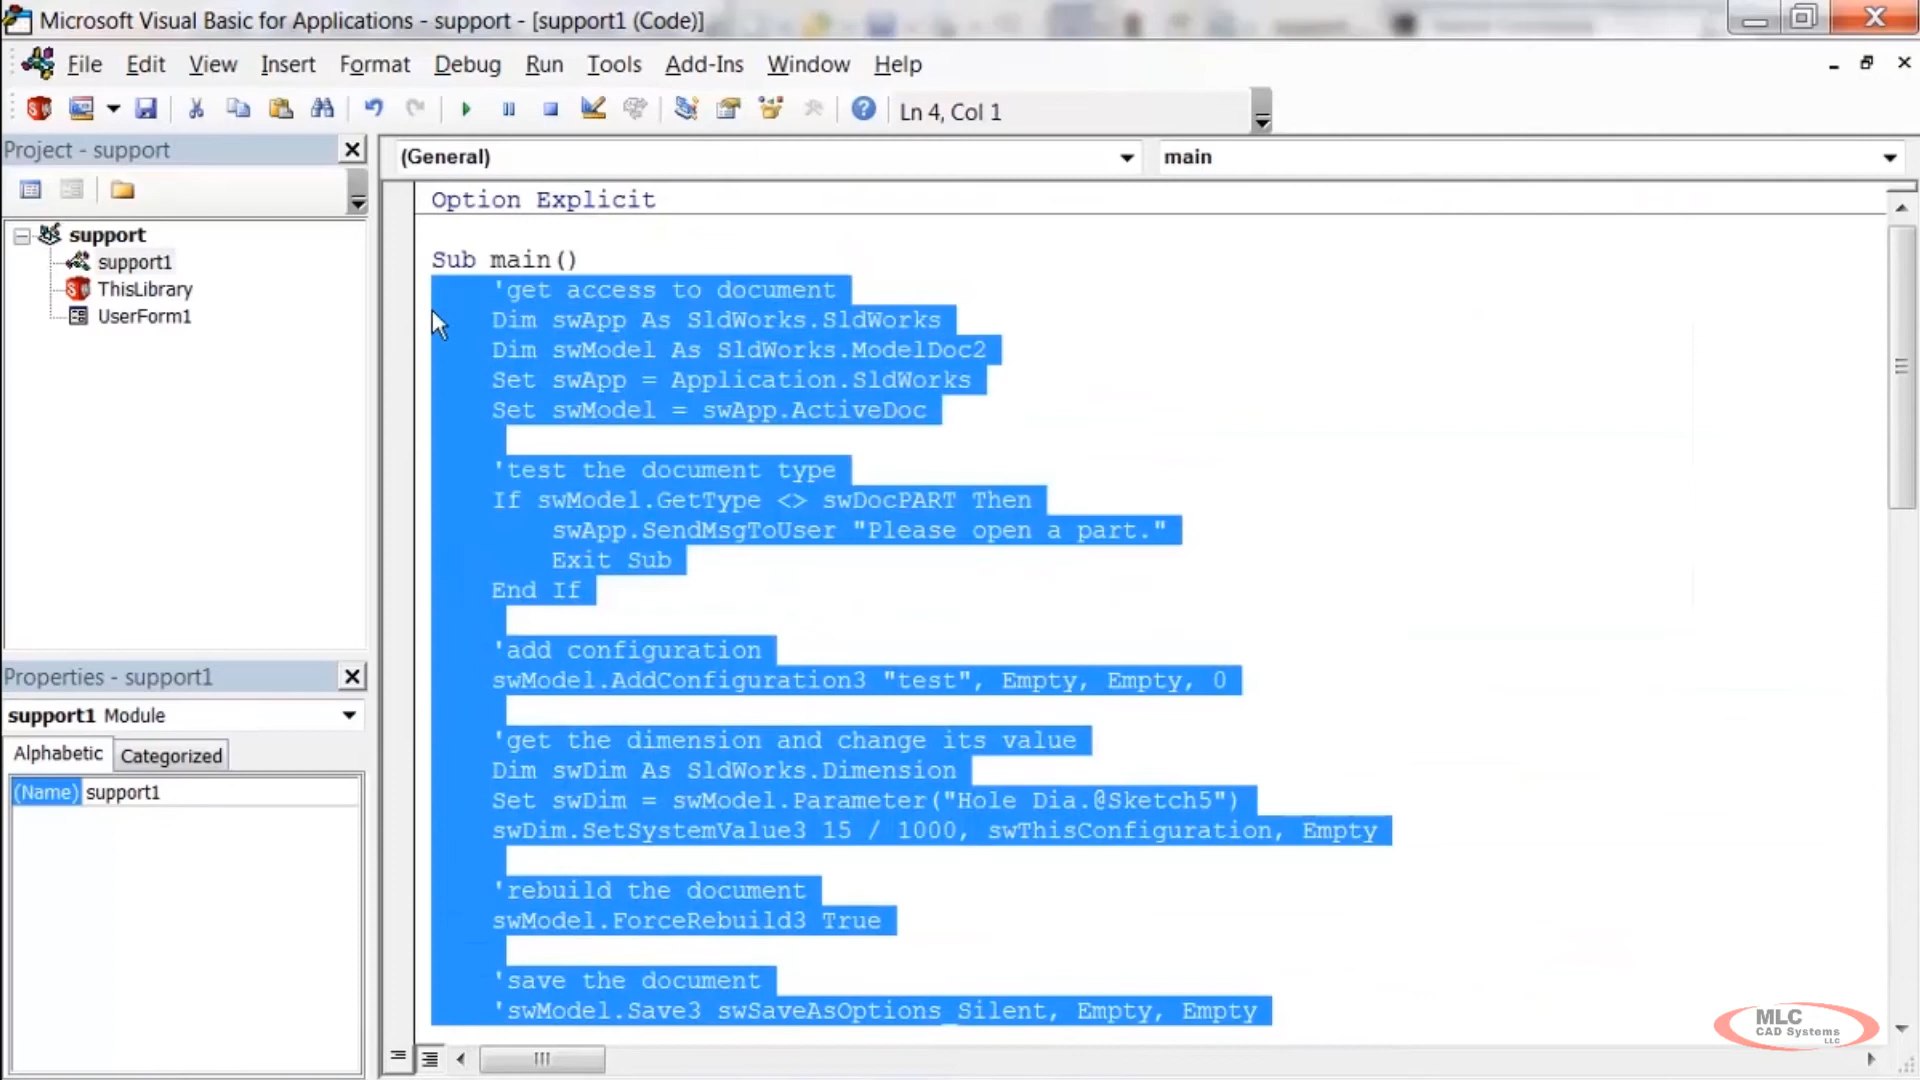 Microsoft Visual Basic for Applications - support - [support1 (Code)]
File Edit View Insert Format Debug Run Tools Add-Ins Window Help
Ln 4, Col 1
Project - support
(General)
main
support
support1
ThisLibrary
UserForm1
Properties - support1
support1 Module
Alphabetic Categorized
(Name) support1
Option Explicit
Sub main()
'get access to document
Dim swApp As SldWorks.SldWorks
Dim swModel As SldWorks.ModelDoc2
Set swApp = Application.SldWorks
Set swModel = swApp.ActiveDoc
'test the document type
If swModel.GetType <> swDocPART Then
swApp.SendMsgToUser "Please open a part."
Exit Sub
End If
'add configuration
swModel.AddConfiguration3 "test", Empty, Empty, 0
'get the dimension and change its value
Dim swDim As SldWorks.Dimension
Set swDim = swModel.Parameter("Hole Dia.@Sketch5")
swDim.SetSystemValue3 15 / 1000, swThisConfiguration, Empty
'rebuild the document
swModel.ForceRebuild3 True
'save the document
'swModel.Save3 swSaveAsOptions_Silent, Empty, Empty
MLC
CAD Systems
LLC